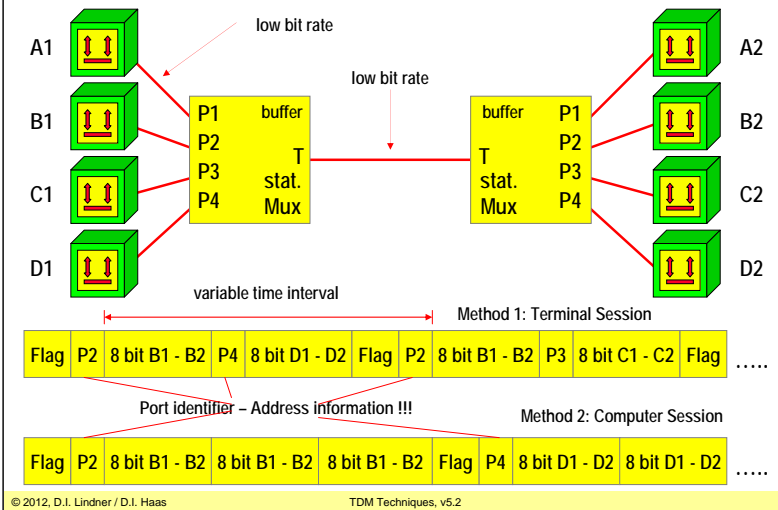 low bit rate
low bit rate
A1
B1
C1
D1
P1 buffer
P2
T
P3 stat.
P4 Mux
buffer P1
T P2
stat. P3
Mux P4
A2
B2
C2
D2
variable time interval
Method 1: Terminal Session
Flag P2 8 bit B1 - B2 P4 8 bit D1 - D2 Flag P2 8 bit B1 - B2 P3 8 bit C1 - C2 Flag .....
Port identifier – Address information !!!
Method 2: Computer Session
Flag P2 8 bit B1 - B2 8 bit B1 - B2 8 bit B1 - B2 Flag P4 8 bit D1 - D2 8 bit D1 - D2 .....
© 2012, D.I. Lindner / D.I. Haas TDM Techniques, v5.2